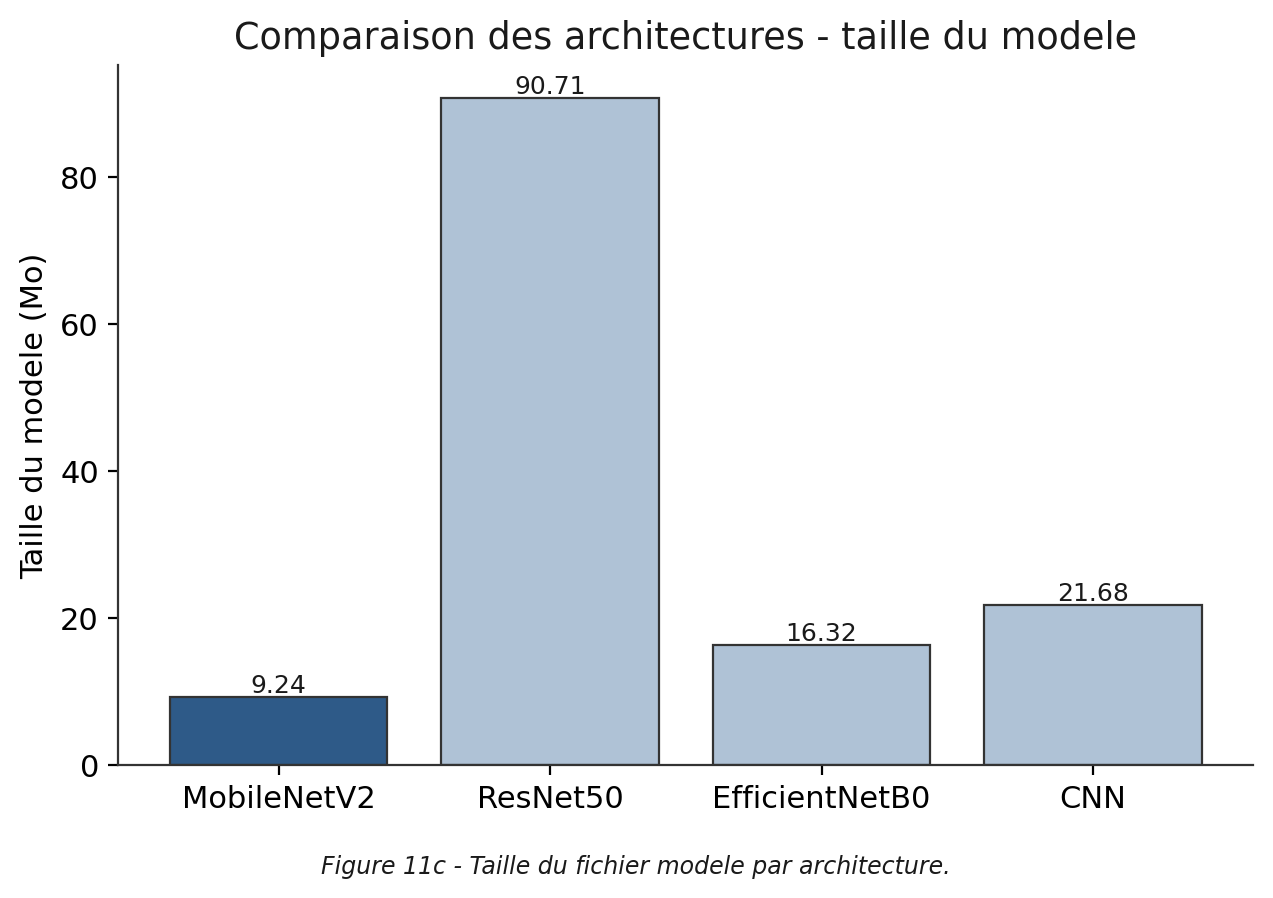 Comparaison des architectures - taille du modele
90.71
80
Taille du modele (Mo)
60
40
21.68
20
16.32
9.24
0
MobileNetV2 ResNet50 EfficientNetB0 CNN
Figure 11c - Taille du fichier modele par architecture.